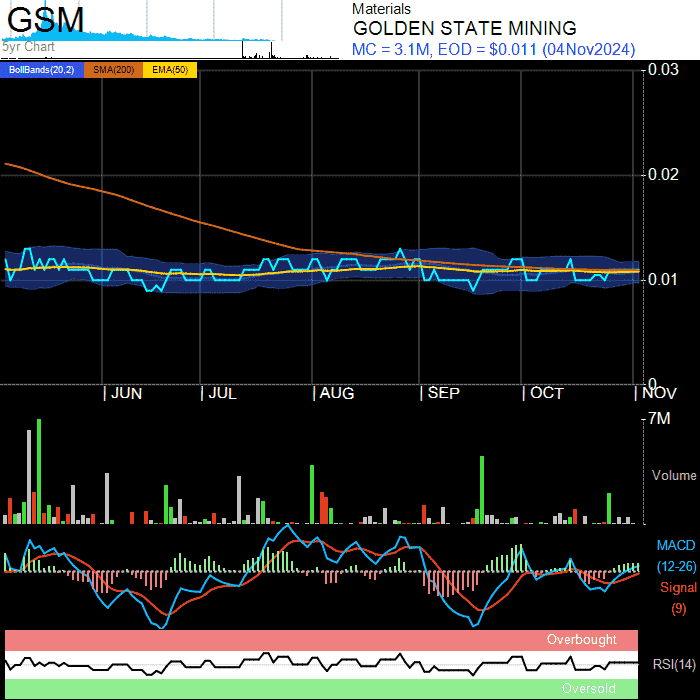 GSM
5yr Chart
Materials
GOLDEN STATE MINING
MC = 3.1M, EOD = $0.011 (04Nov2024)
BollBands(20,2) SMA(200) EMA(50)
0.03
0.02
0.01
0
JUN JUL AUG SEP OCT NOV
7M
Volume
MACD
(12-26)
Signal
(9)
Overbought
RSI(14)
Oversold